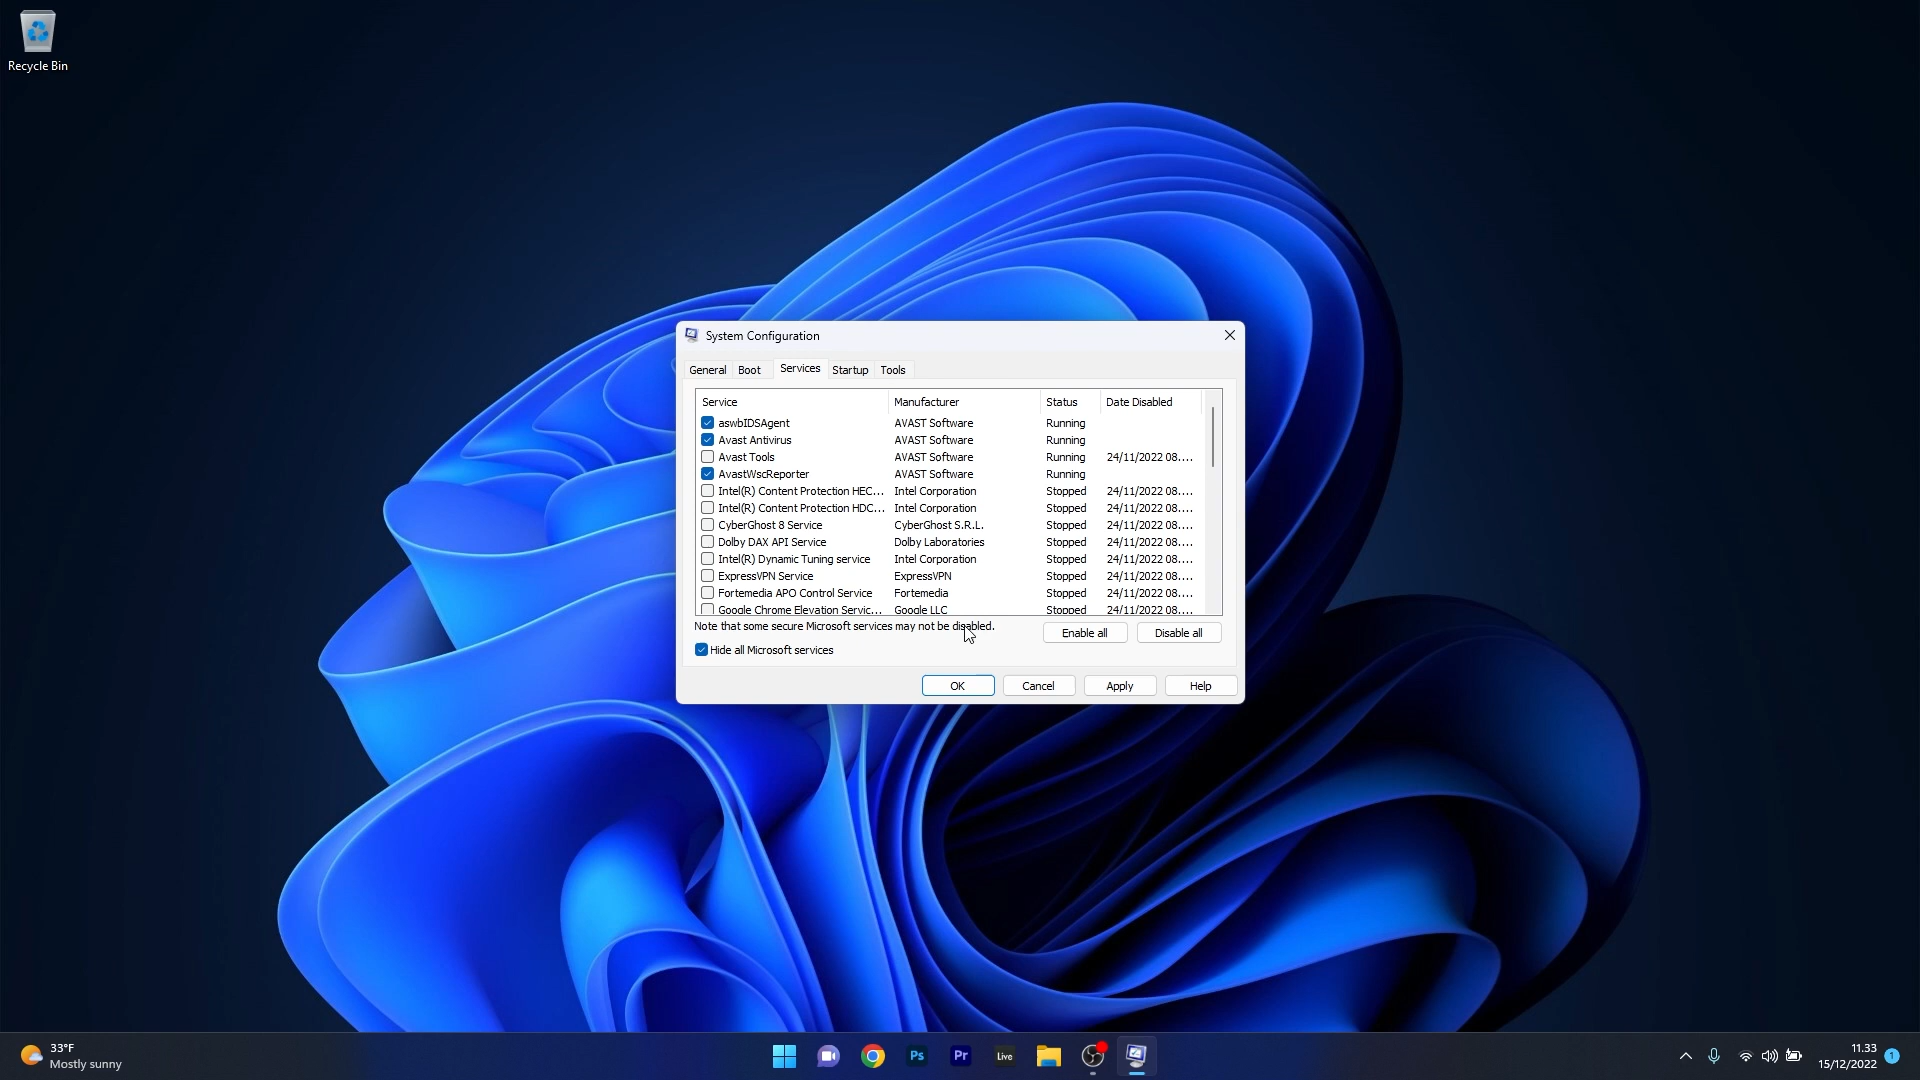 Recycle Bin
System Configuration
General Boot Services Startup Tools
Service Manufacturer Status Date Disabled
aswbIDSAgent AVAST Software Running
Avast Antivirus AVAST Software Running
Avast Tools AVAST Software Running 24/11/2022 08....
AvastWscReporter AVAST Software Running
Intel(R) Content Protection HEC... Intel Corporation Stopped 24/11/2022 08....
Intel(R) Content Protection HDC... Intel Corporation Stopped 24/11/2022 08....
CyberGhost 8 Service CyberGhost S.R.L. Stopped 24/11/2022 08....
Dolby DAX API Service Dolby Laboratories Stopped 24/11/2022 08....
Intel(R) Dynamic Tuning service Intel Corporation Stopped 24/11/2022 08....
ExpressVPN Service ExpressVPN Stopped 24/11/2022 08....
Fortemedia APO Control Service Fortemedia Stopped 24/11/2022 08....
Google Chrome Elevation Servic... Google LLC Stopped 24/11/2022 08....
Note that some secure Microsoft services may not be disabled.
Enable all Disable all
Hide all Microsoft services
OK Cancel Apply Help
33°F
Mostly sunny
Ps Pr Live
11.33
15/12/2022
1